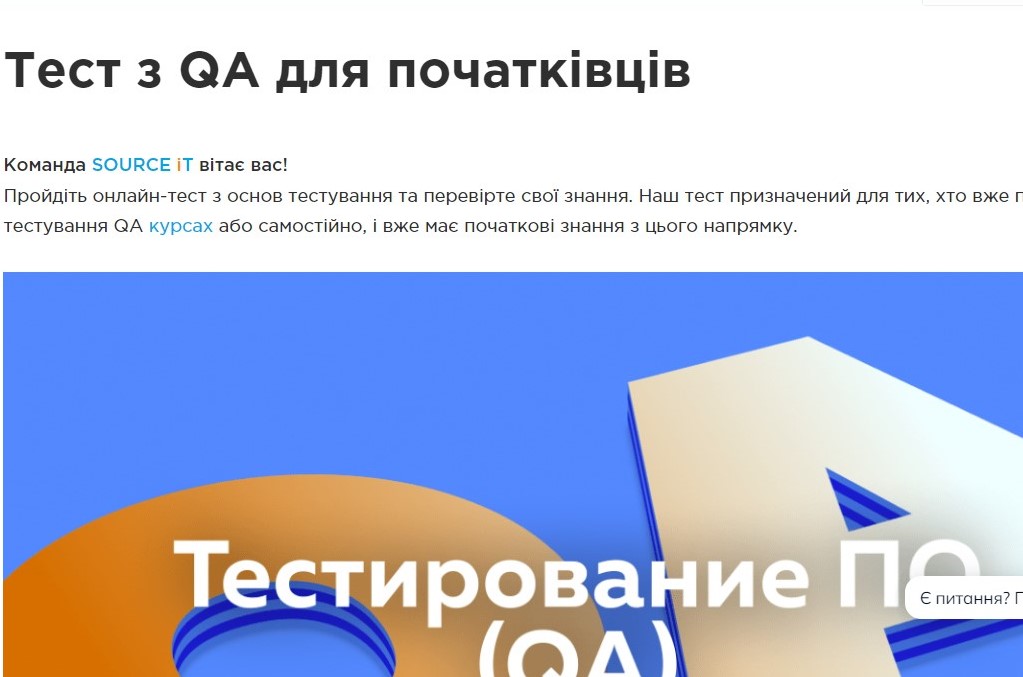 Тест з QA для початківців
Команда SOURCE iT вітає вас!
Пройдіть онлайн-тест з основ тестування та перевірте свої знання. Наш тест призначений для тих, хто вже
тестування QA курсах або самостійно, і вже має початкові знання з цього напрямку.
Тестирование ПО
(QA)
Є питання?